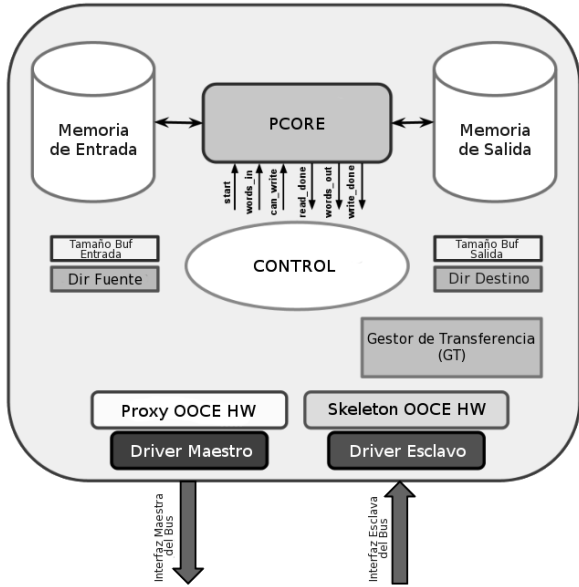 Memoria
de Entrada
PCORE
Memoria
de Salida
start
words_in
can_write
read_done
words_out
write_done
Tamaño Buf
Entrada
Dir Fuente
CONTROL
Tamaño Buf
Salida
Dir Destino
Gestor de Transferencia
(GT)
Proxy OOCE HW
Skeleton OOCE HW
Driver Maestro
Driver Esclavo
Interfaz Maestra
del Bus
Interfaz Esclava
del Bus